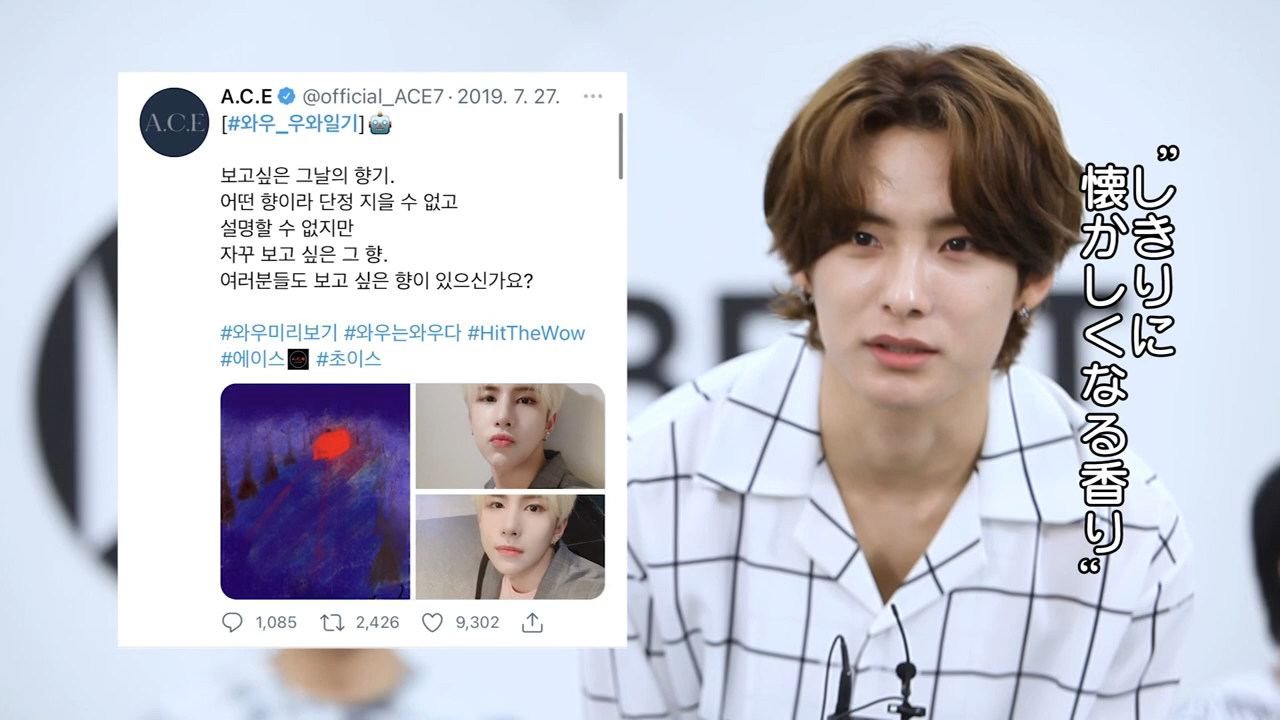 A.C.E @official_ACE7 · 2019. 7. 27.
A.C.E
[#와우_우와일기]
보고싶은 그날의 향기.
어떤 향이라 단정 지을 수 없고
설명할 수 없지만
자꾸 보고 싶은 그 향.
여러분들도 보고 싶은 향이 있으신가요?
#와우미리보기 #와우는와우다 #HitTheWow
#에이스 #초이스
1,085 2,426 9,302
”しきりに
懐かしくなる香り“